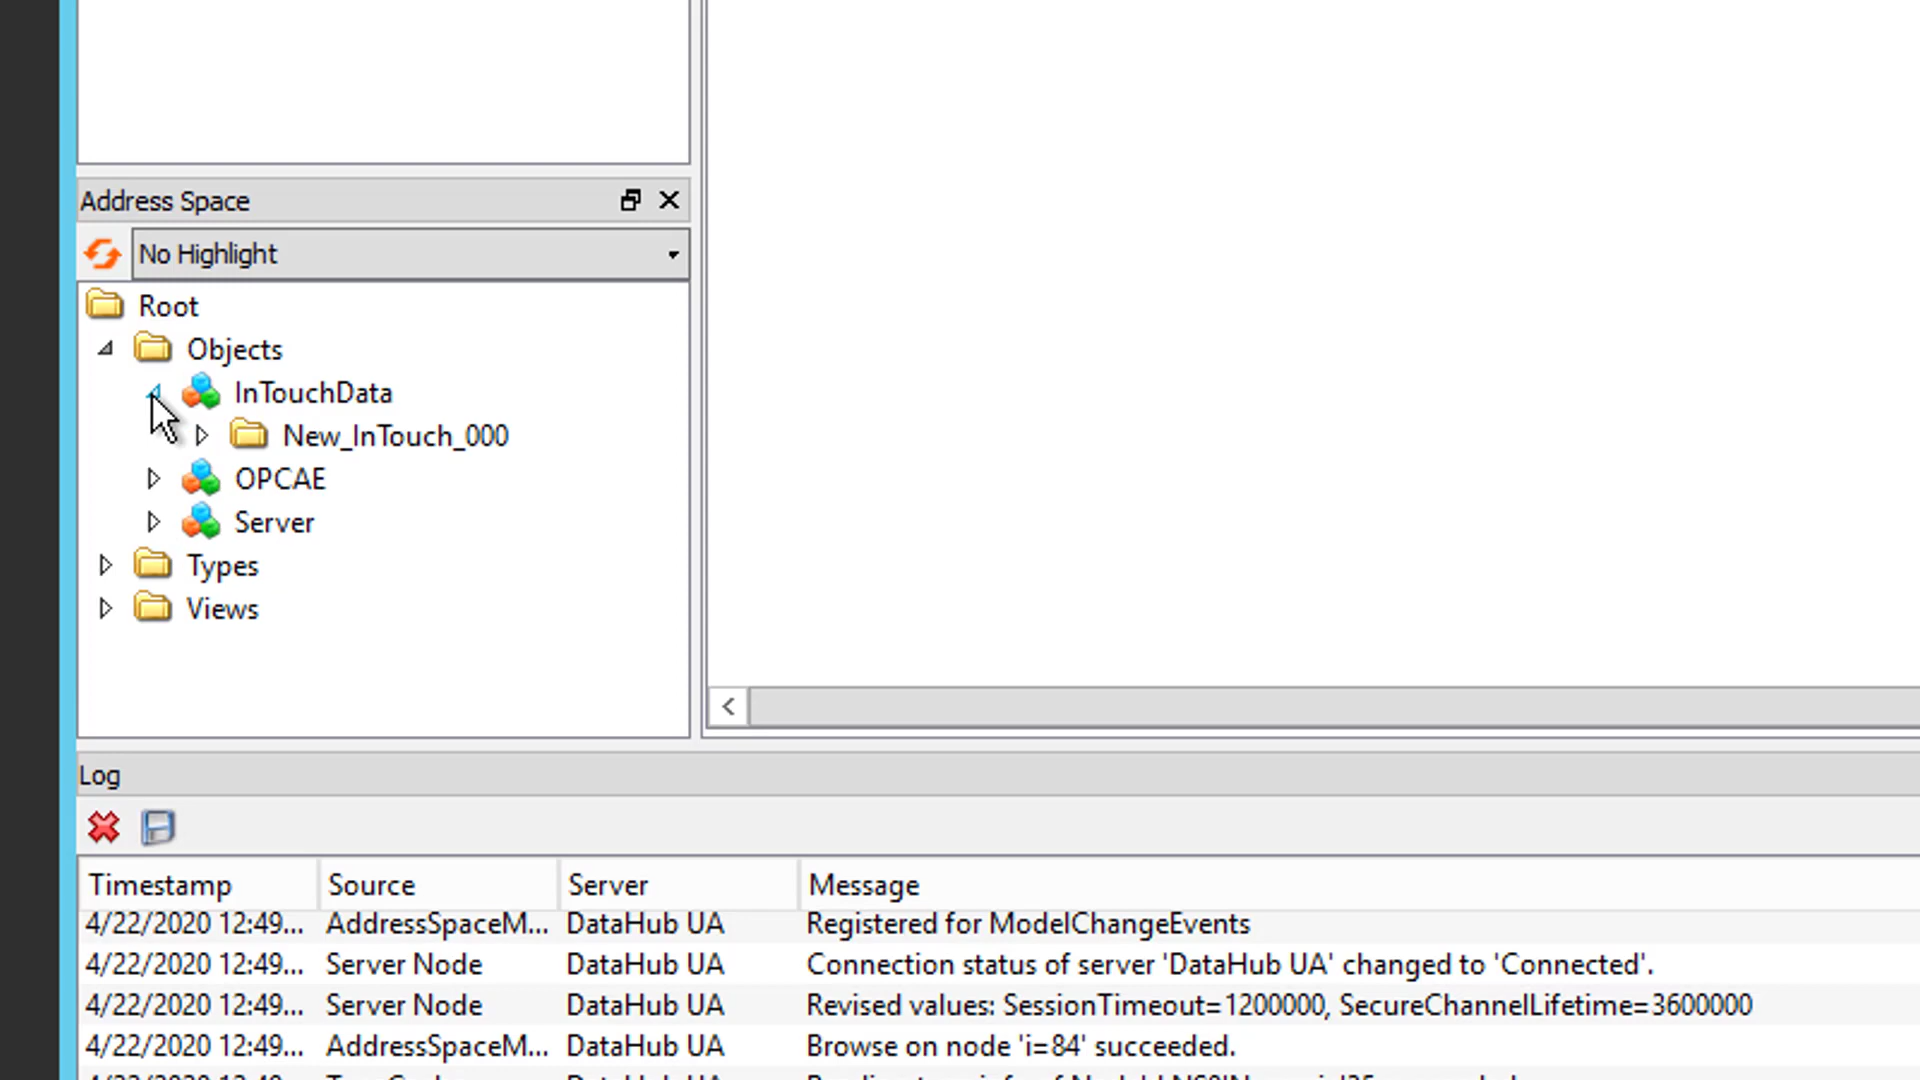 Address Space
No Highlight
Root
Objects
InTouchData
New_InTouch_000
OPCAE
Server
Types
Views
Log
Timestamp Source Server Message
4/22/2020 12:49... AddressSpaceM... DataHub UA Registered for ModelChangeEvents
4/22/2020 12:49... Server Node DataHub UA Connection status of server 'DataHub UA' changed to 'Connected'.
4/22/2020 12:49... Server Node DataHub UA Revised values: SessionTimeout=1200000, SecureChannelLifetime=3600000
4/22/2020 12:49... AddressSpaceM... DataHub UA Browse on node 'i=84' succeeded.